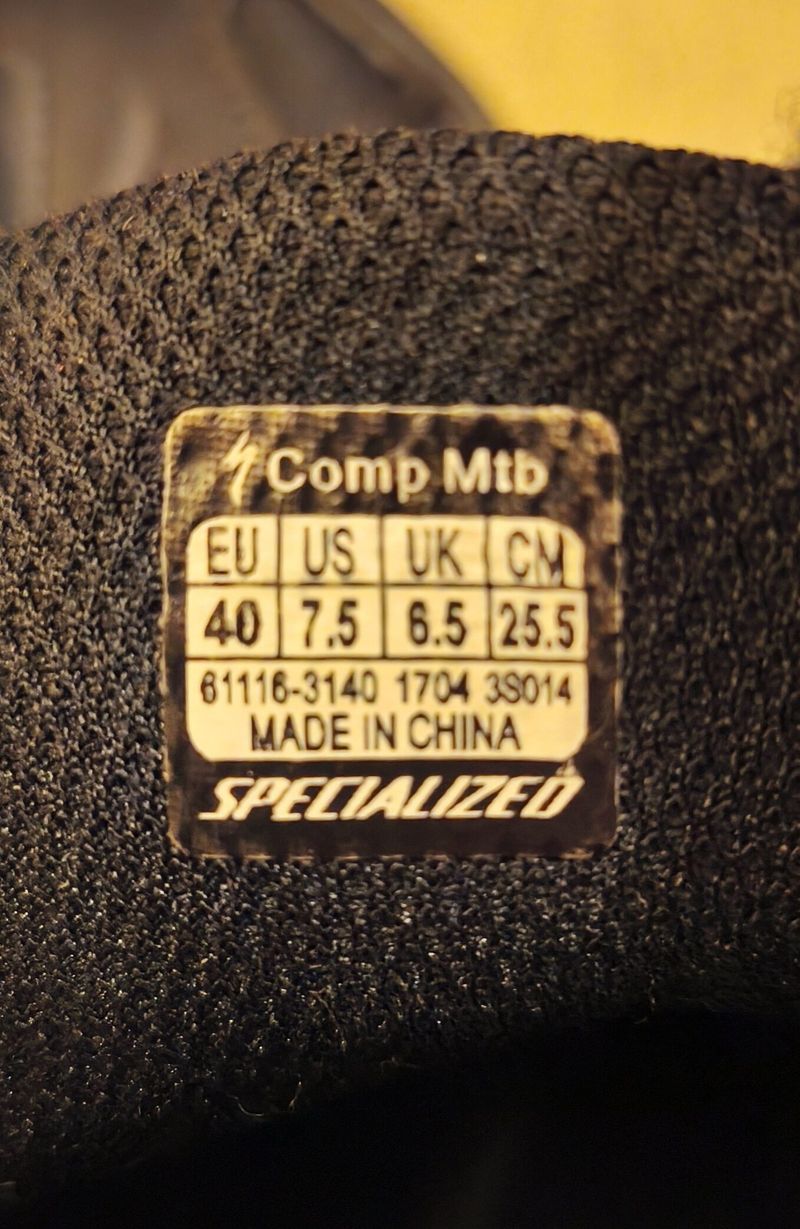 Comp Mtb
EU US UK CM
40 7.5 6.5 25.5
61116-3140 1704 3S014
MADE IN CHINA
SPECIALIZED